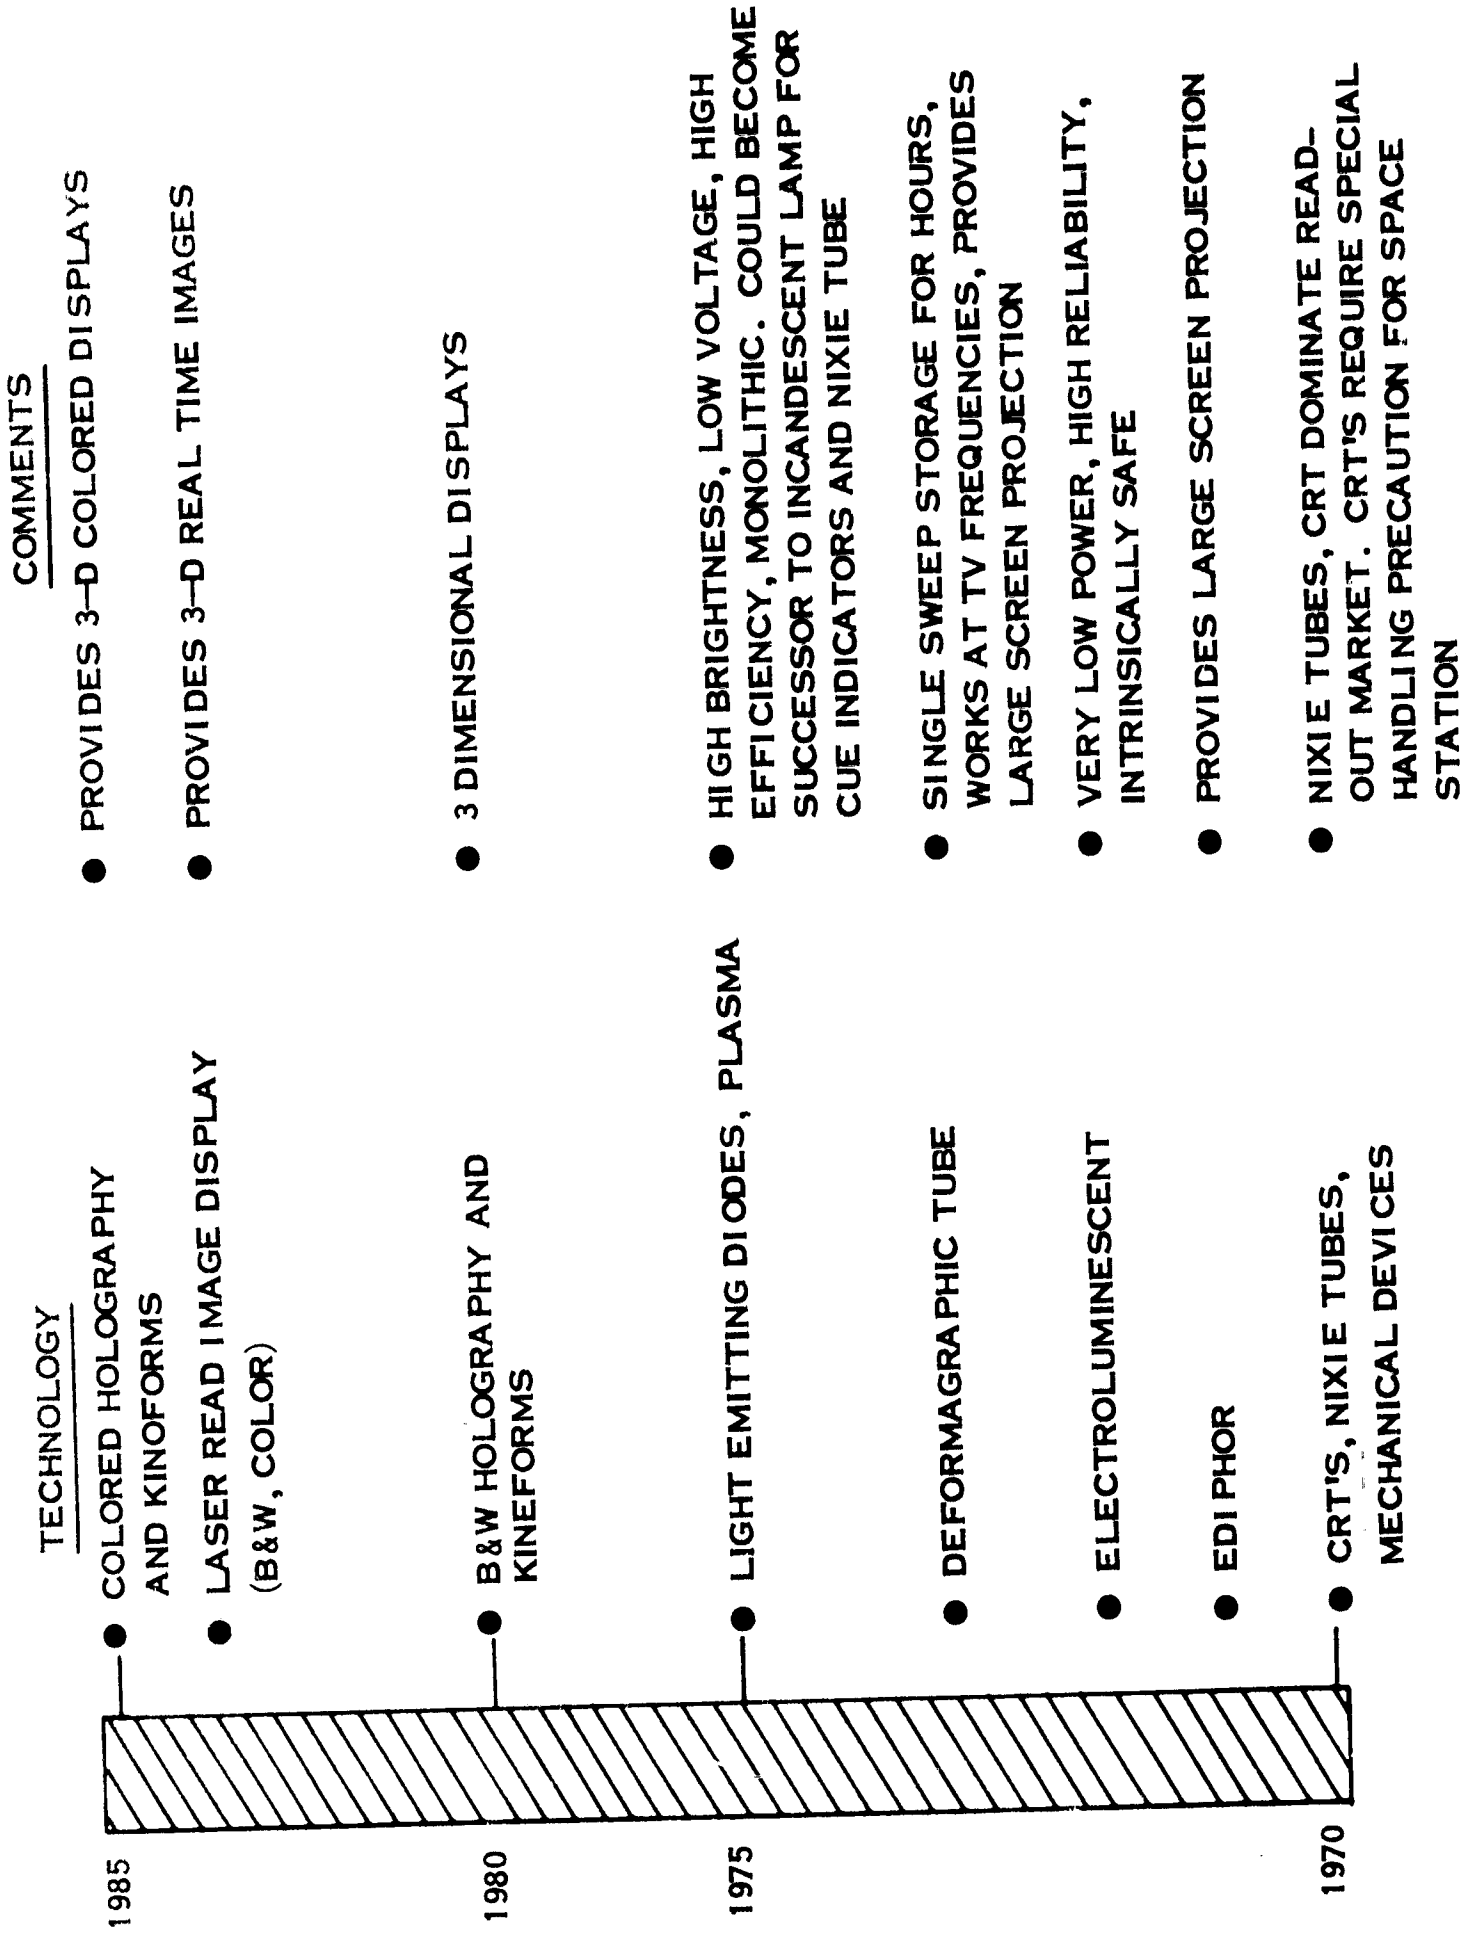 TECHNOLOGY
COMMENTS
1985
● COLORED HOLOGRAPHY
AND KINOFORMS
● PROVIDES 3-D COLORED DISPLAYS
● LASER READ IMAGE DISPLAY
(B&W, COLOR)
● PROVIDES 3-D REAL TIME IMAGES
1980
● B&W HOLOGRAPHY AND
KINEFORMS
● 3 DIMENSIONAL DISPLAYS
1975
● LIGHT EMITTING DIODES, PLASMA
● HIGH BRIGHTNESS, LOW VOLTAGE, HIGH
EFFICIENCY, MONOLITHIC. COULD BECOME
SUCCESSOR TO INCANDESCENT LAMP FOR
CUE INDICATORS AND NIXIE TUBE
● DEFORMAGRAPHIC TUBE
● SINGLE SWEEP STORAGE FOR HOURS,
WORKS AT TV FREQUENCIES, PROVIDES
LARGE SCREEN PROJECTION
● ELECTROLUMINESCENT
● VERY LOW POWER, HIGH RELIABILITY,
INTRINSICALLY SAFE
● EDIPHOR
● PROVIDES LARGE SCREEN PROJECTION
1970
● CRT'S, NIXIE TUBES,
MECHANICAL DEVICES
● NIXIE TUBES, CRT DOMINATE READ-
OUT MARKET. CRT'S REQUIRE SPECIAL
HANDLING PRECAUTION FOR SPACE
STATION